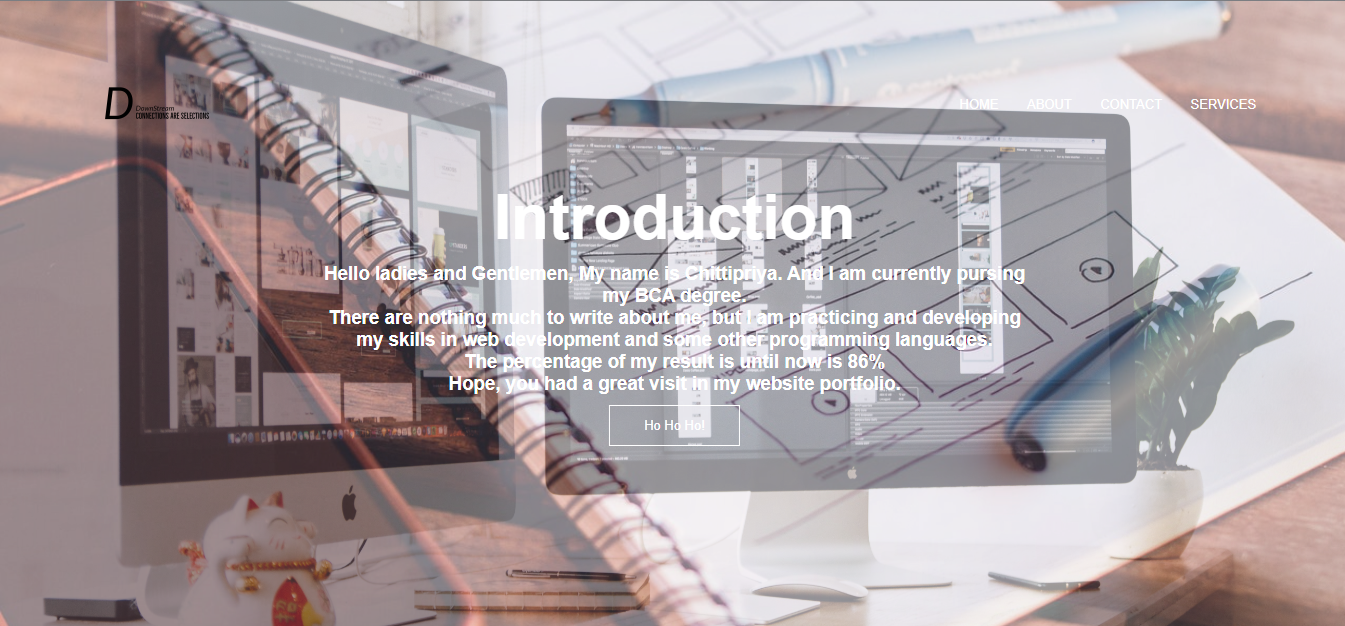 D DownStream
CONNECTIONS ARE SELECTIONS
HOME ABOUT CONTACT SERVICES
Introduction
Hello ladies and Gentlemen, My name is Chittipriya. And I am currently pursing
my BCA degree.
There are nothing much to write about me, but I am practicing and developing
my skills in web development and some other programming languages.
The percentage of my result is until now is 86%
Hope, you had a great visit in my website portfolio.
Ho Ho Ho!